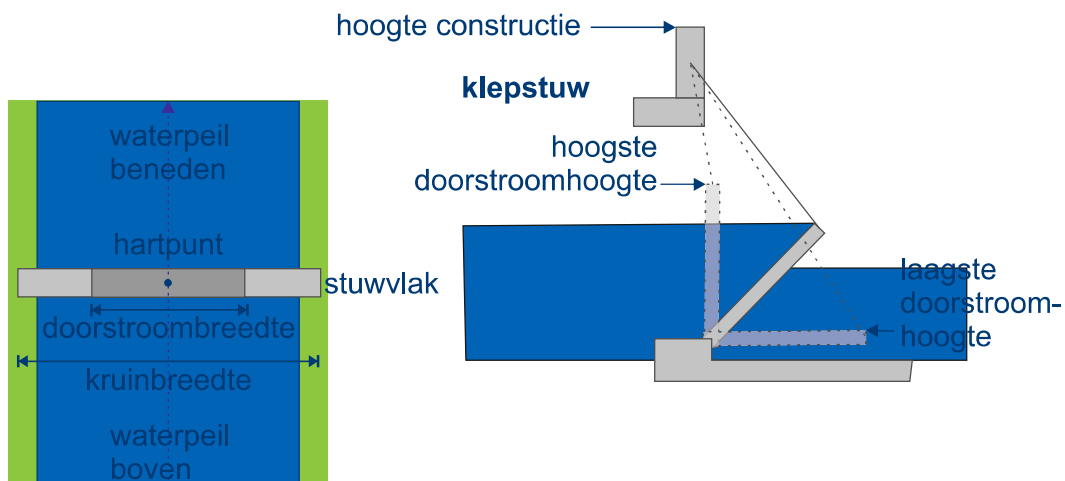 waterpeil
beneden
hartpunt
stuwvlak
doorstroombreedte
kruinbreedte
waterpeil
boven
hoogte constructie
klepstuw
hoogste
doorstroomhoogte
laagste
doorstroom-
hoogte